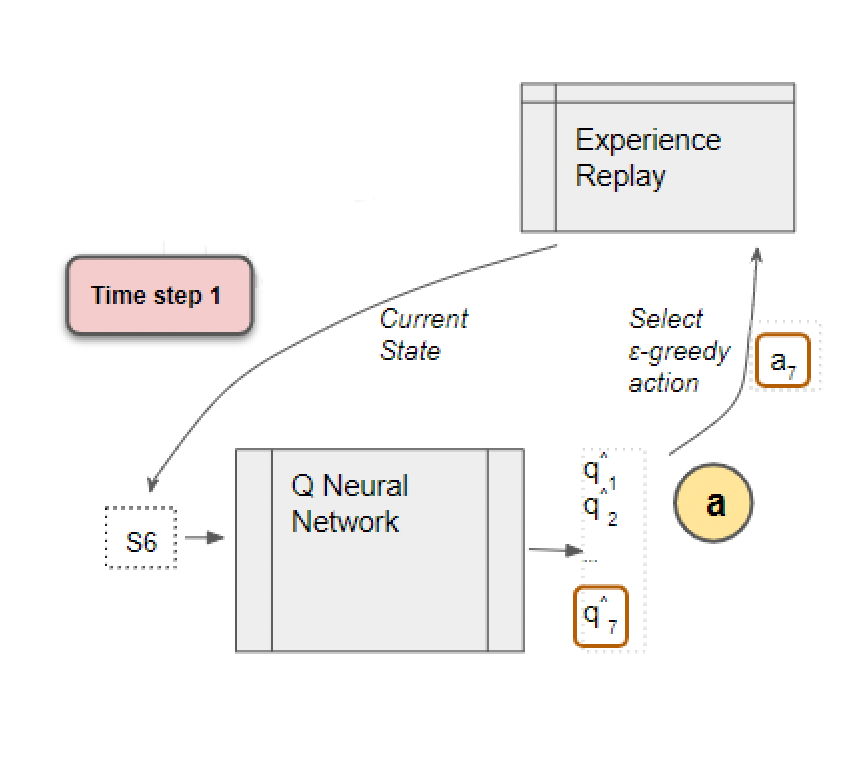 Experience
Replay
Time step 1
Current
State
Select
ε-greedy
action
a₇
Q Neural
Network
S6
q̂₁
q̂₂
...
q̂₇
a